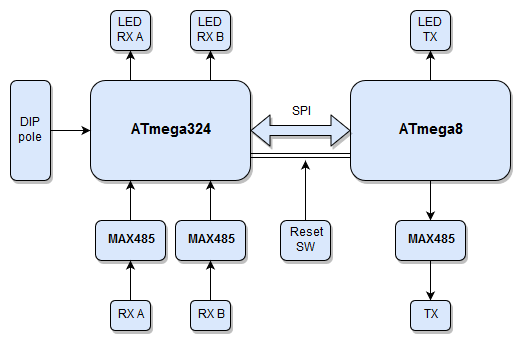 LED
RX A
LED
RX B
LED
TX
DIP
pole
ATmega324
SPI
ATmega8
MAX485
MAX485
Reset
SW
MAX485
RX A
RX B
TX